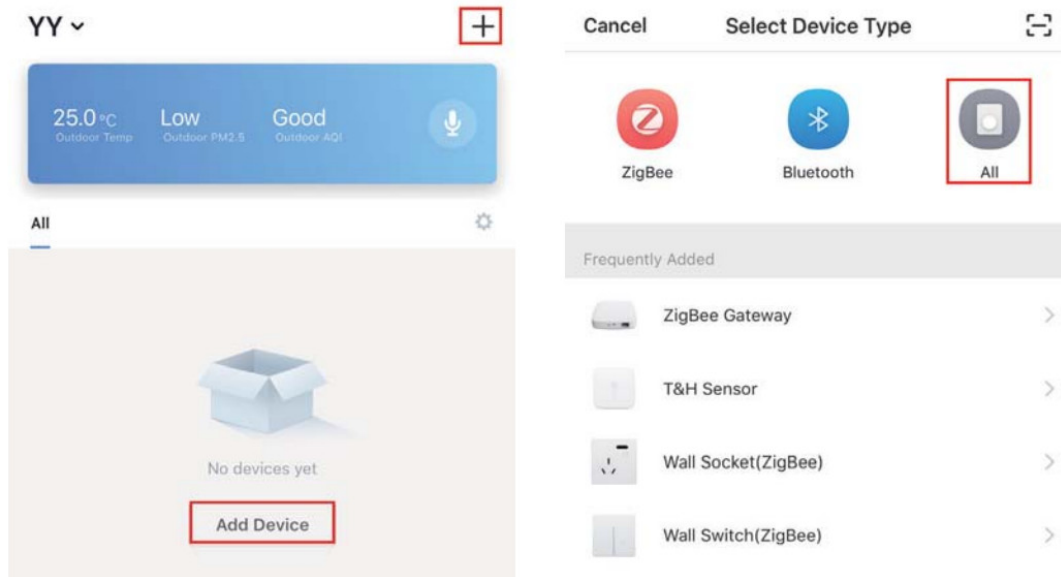 YY
25.0 °C
Outdoor Temp
Low
Outdoor PM2.5
Good
Outdoor AQI
All
No devices yet
Add Device
Cancel
Select Device Type
ZigBee
Bluetooth
All
Frequently Added
ZigBee Gateway
T&H Sensor
Wall Socket(ZigBee)
Wall Switch(ZigBee)